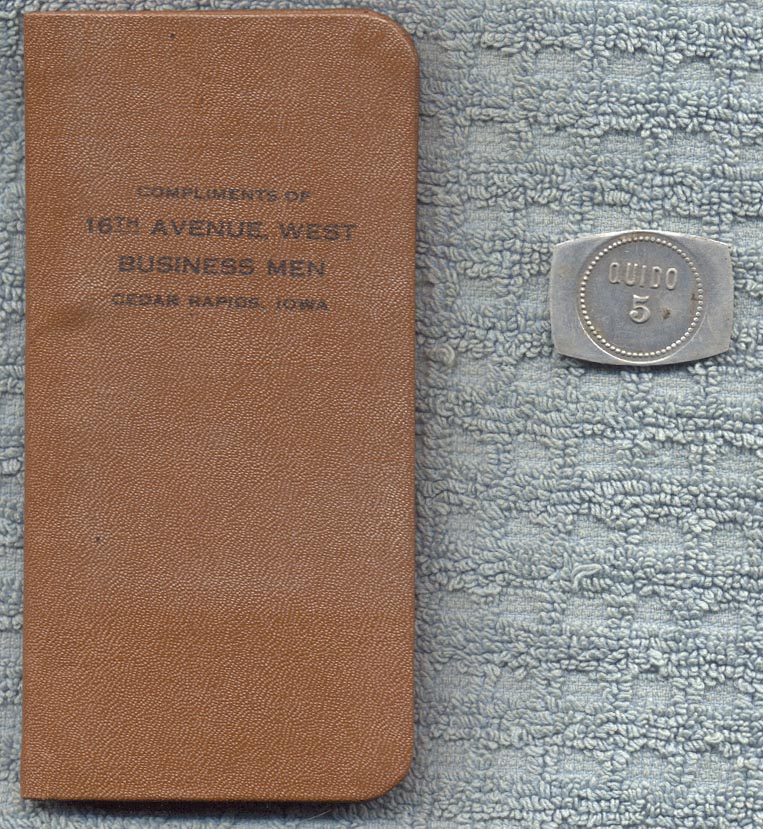 COMPLIMENTS OF
16TH AVENUE, WEST
BUSINESS MEN
CEDAR RAPIDS, IOWA
QUIDO
5